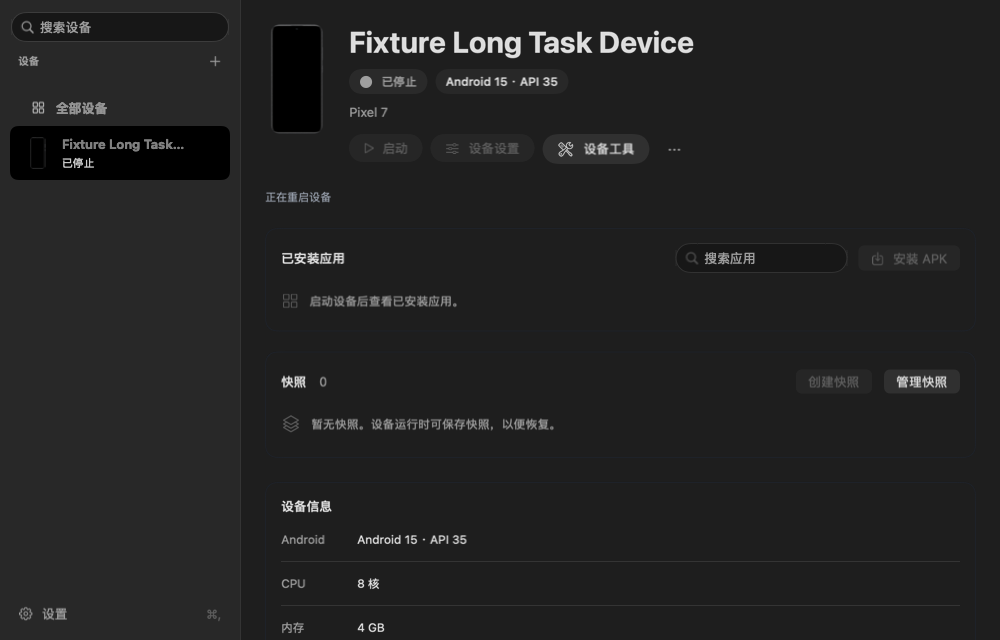 搜索设备
设备
全部设备
Fixture Long Task...
已停止
设置
⌘,
Fixture Long Task Device
已停止
Android 15 · API 35
Pixel 7
启动
设备设置
设备工具
正在重启设备
已安装应用
搜索应用
安装 APK
启动设备后查看已安装应用。
快照 0
创建快照
管理快照
暂无快照。设备运行时可保存快照，以便恢复。
设备信息
Android Android 15 · API 35
CPU 8 核
内存 4 GB